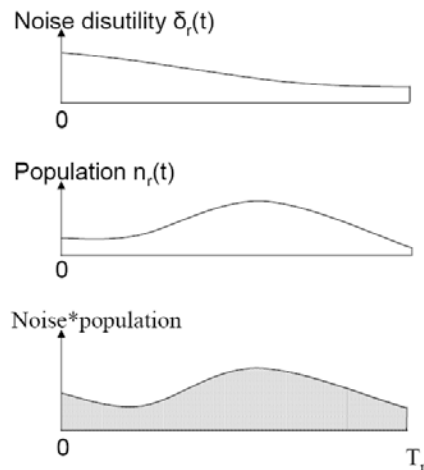 Noise disutility δr(t)
0
Population nr(t)
0
Noise*population
0
Tr